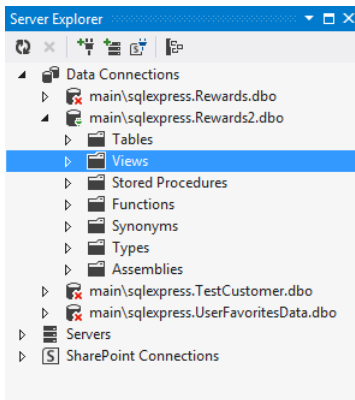 Server Explorer
Data Connections
main\sqlexpress.Rewards.dbo
main\sqlexpress.Rewards2.dbo
Tables
Views
Stored Procedures
Functions
Synonyms
Types
Assemblies
main\sqlexpress.TestCustomer.dbo
main\sqlexpress.UserFavoritesData.dbo
Servers
SharePoint Connections